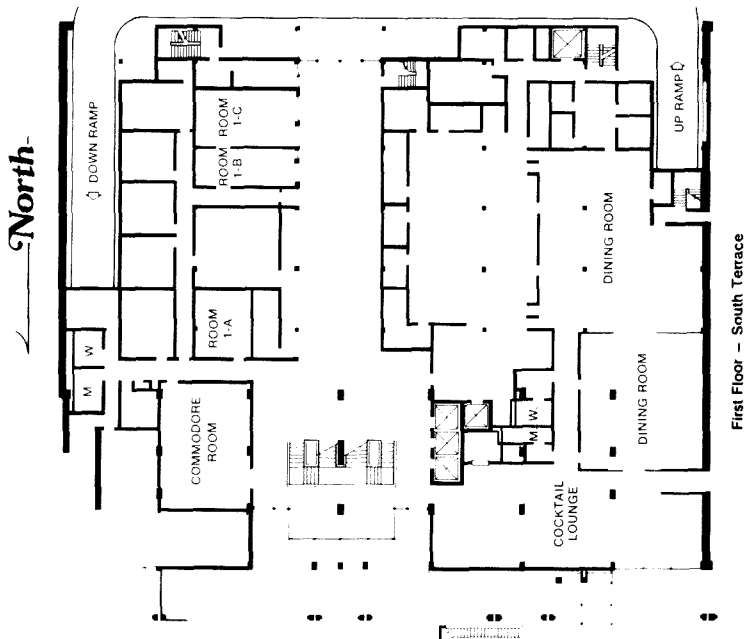 North
DOWN RAMP
UP RAMP
ROOM
1-C
ROOM
1-B
ROOM
1-A
DINING ROOM
W.
M
COMMODORE
ROOM
W.
M
DINING ROOM
COCKTAIL
LOUNGE
First Floor – South Terrace